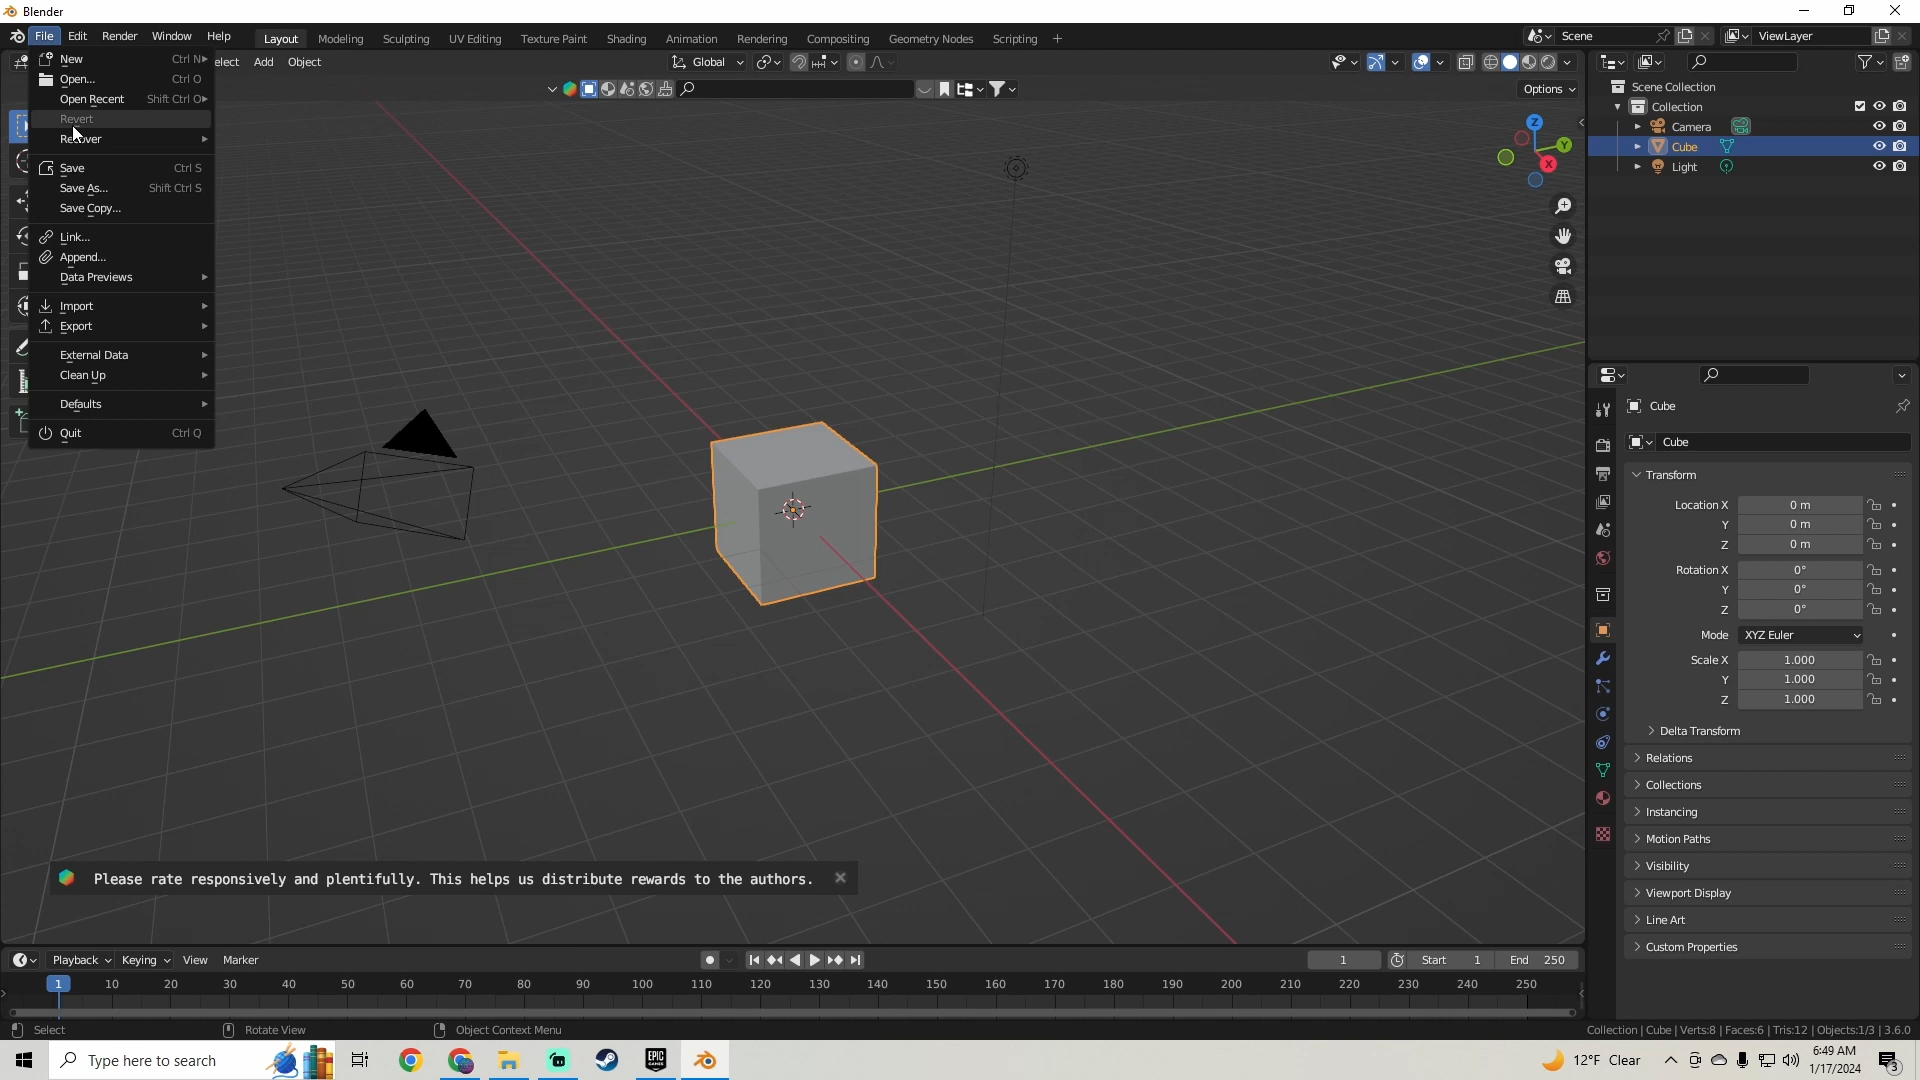 Blender
File Edit Render Window Help Layout Modeling Sculpting UV Editing Texture Paint Shading Animation Rendering Compositing Geometry Nodes Scripting + Scene ViewLayer
elect Add Object Global
Options
New Ctrl N
Open... Ctrl O
Open Recent Shift Ctrl O
Revert
Recover
Save Ctrl S
Save As... Shift Ctrl S
Save Copy...
Link...
Append...
Data Previews
Import
Export
External Data
Clean Up
Defaults
Quit Ctrl Q
Z
Y
X
Scene Collection
Collection
Camera
Cube
Light
Cube
Cube
Transform
Location X 0 m
Y 0 m
Z 0 m
Rotation X 0°
Y 0°
Z 0°
Mode XYZ Euler
Scale X 1.000
Y 1.000
Z 1.000
Delta Transform
Relations
Collections
Instancing
Motion Paths
Visibility
Viewport Display
Line Art
Custom Properties
Please rate responsively and plentifully. This helps us distribute rewards to the authors.
Playback Keying View Marker 1 Start 1 End 250
1 10 20 30 40 50 60 70 80 90 100 110 120 130 140 150 160 170 180 190 200 210 220 230 240 250
Select Rotate View Object Context Menu Collection | Cube | Verts:8 | Faces:6 | Tris:12 | Objects:1/3 | 3.6.0
Type here to search EPIC GAMES 12°F Clear 6:49 AM
1/17/2024 3